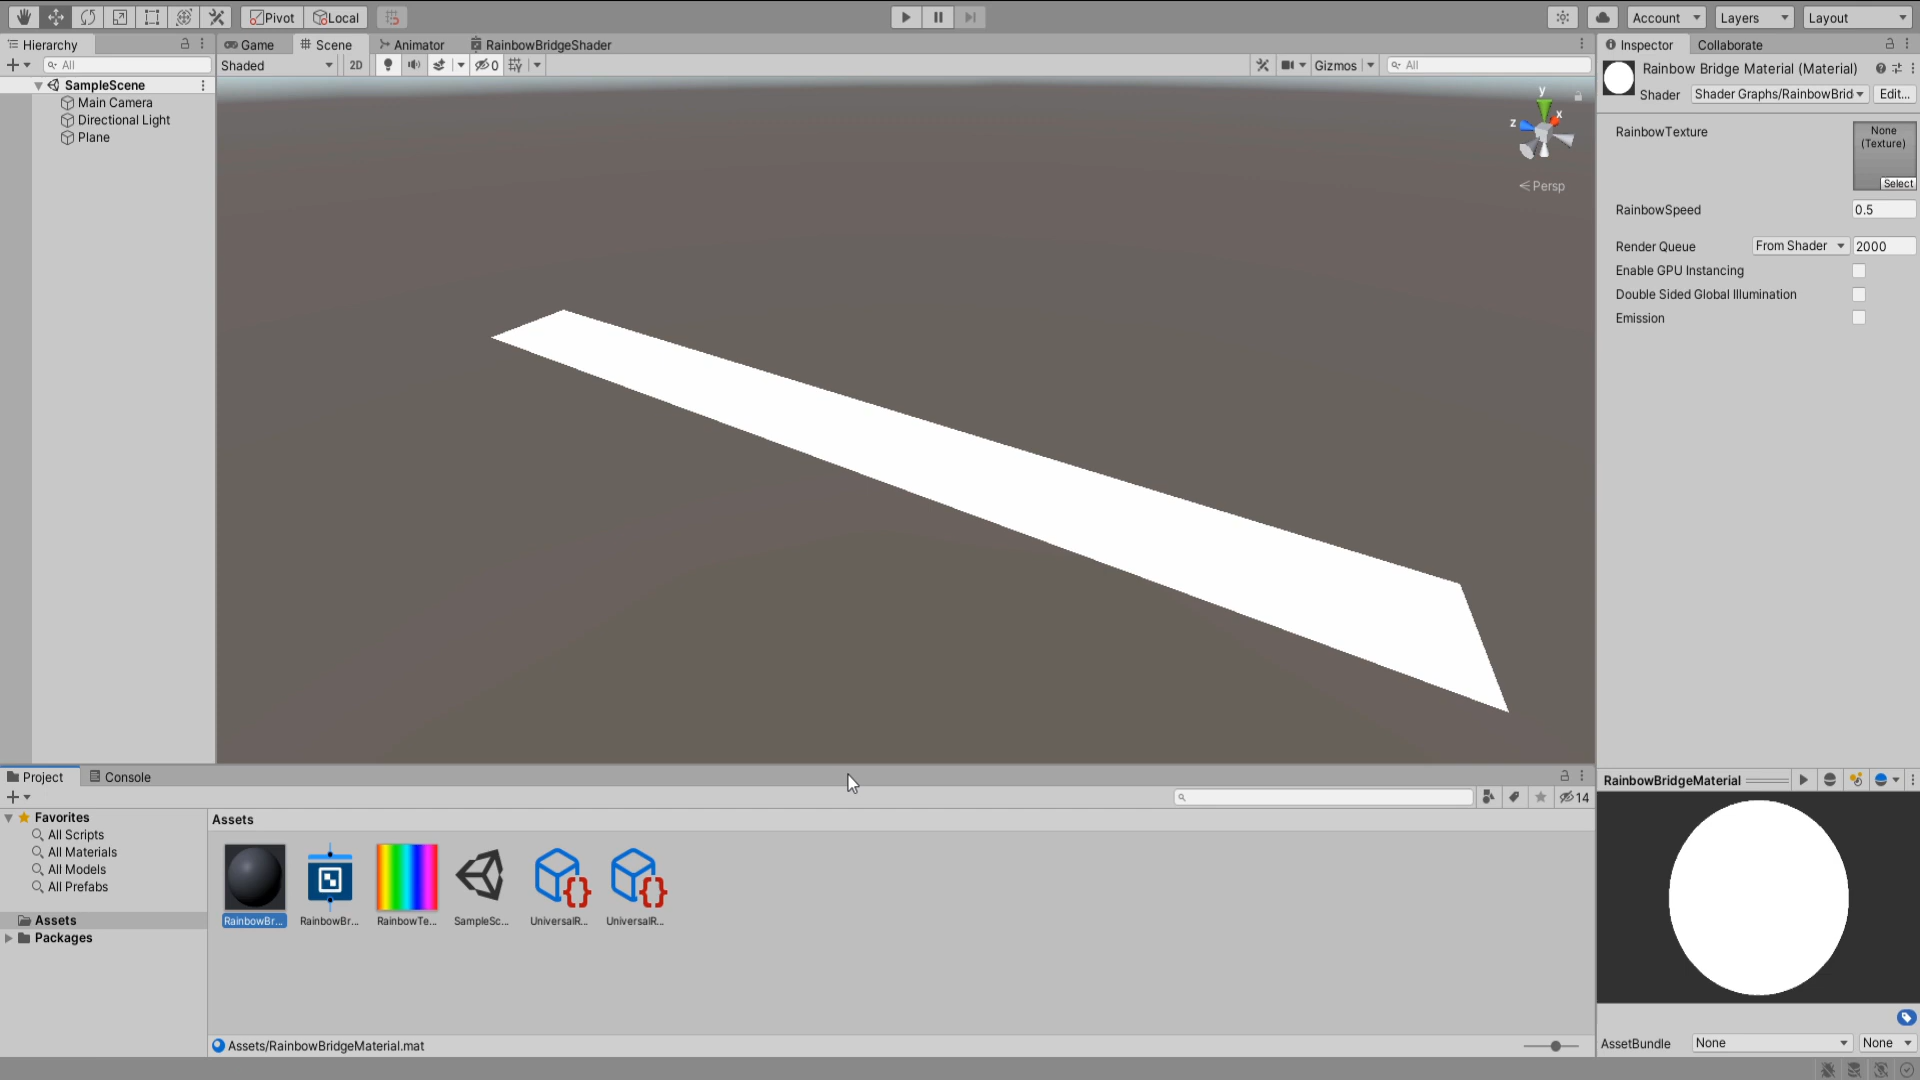 Pivot Local Account Layers Layout
Hierarchy Game Scene Animator RainbowBridgeShader Inspector Collaborate
All Shaded 2D 0 Gizmos All
SampleScene
Main Camera
Directional Light
Plane
y
x
z
Persp
Rainbow Bridge Material (Material)
Shader Shader Graphs/RainbowBrid Edit...
RainbowTexture None
(Texture)
Select
RainbowSpeed 0.5
Render Queue From Shader 2000
Enable GPU Instancing
Double Sided Global Illumination
Emission
Project Console
14
Favorites
All Scripts
All Materials
All Models
All Prefabs
Assets
Packages
Assets
RainbowBr... RainbowBr... RainbowTe... SampleSc... UniversalR... UniversalR...
Assets/RainbowBridgeMaterial.mat
RainbowBridgeMaterial
AssetBundle None None